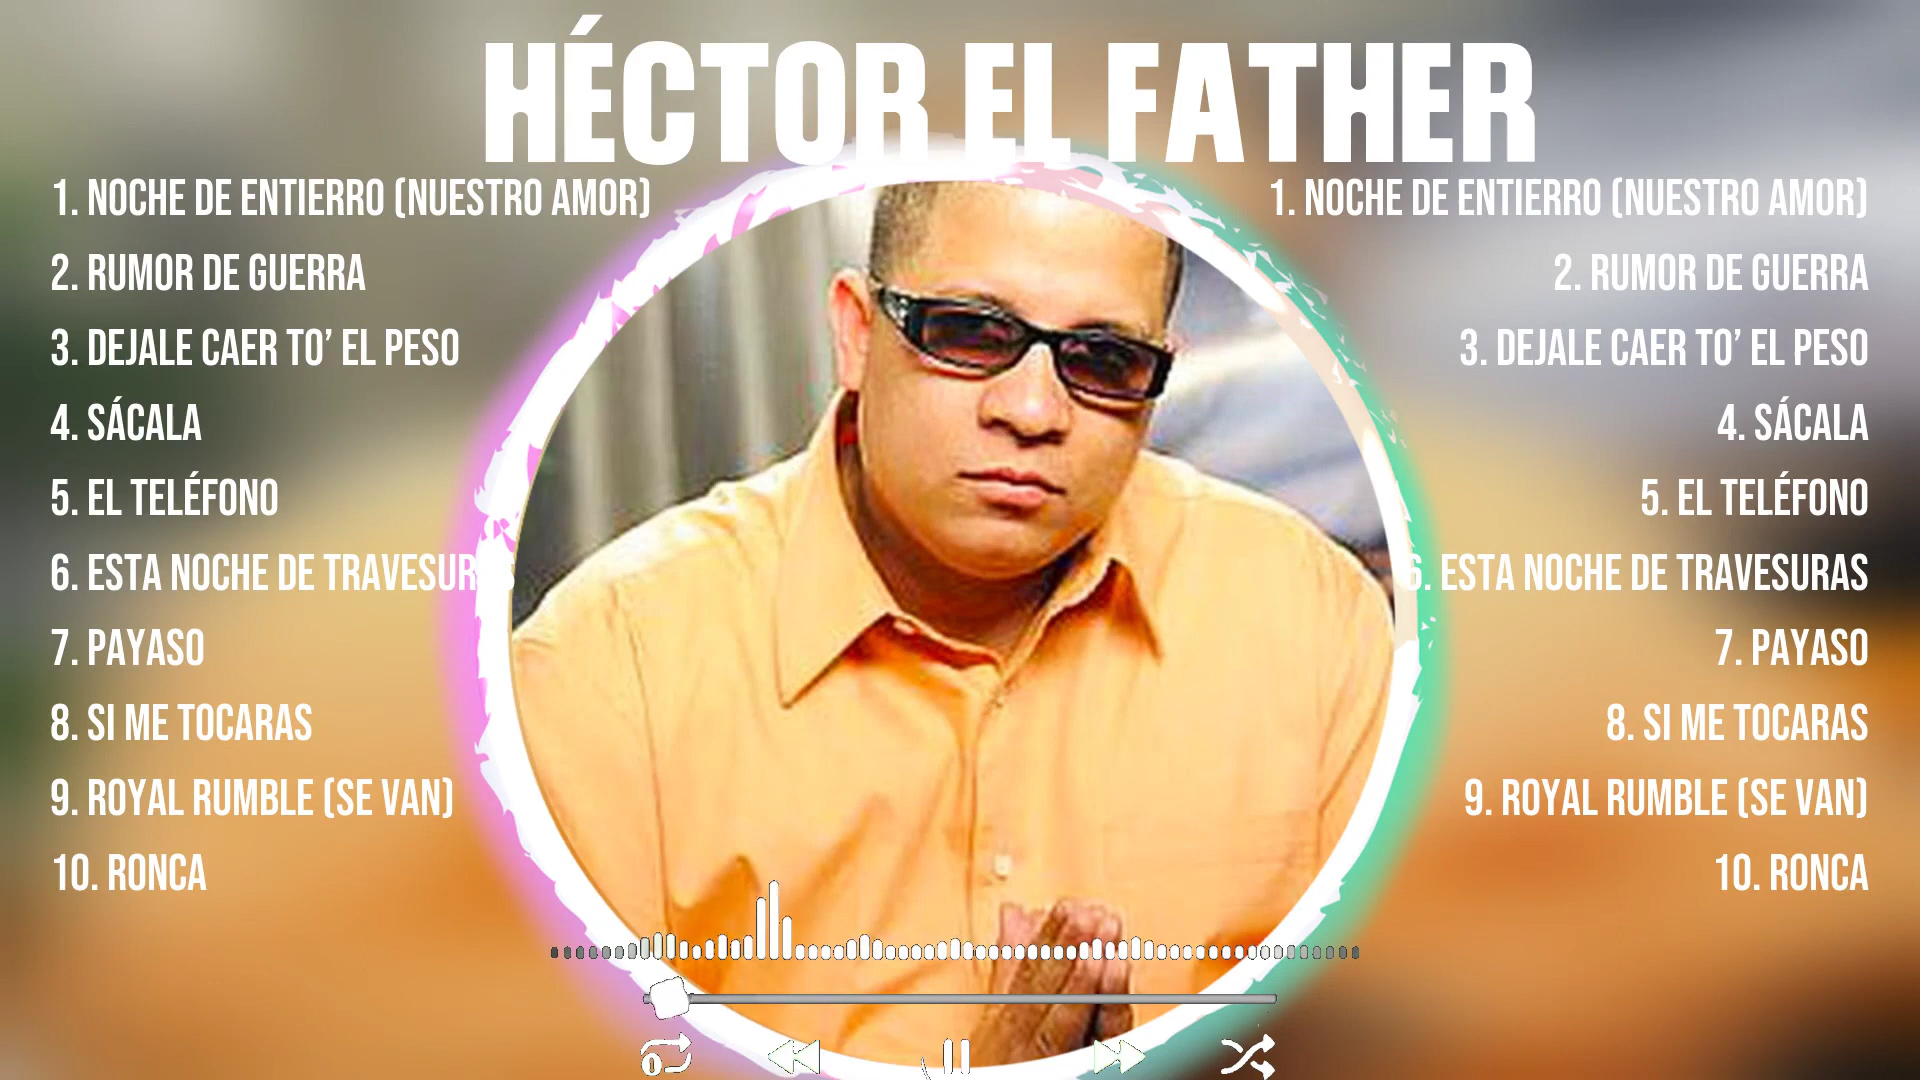 HÉCTOR EL FATHER
1. NOCHE DE ENTIERRO (NUESTRO AMOR)
2. RUMOR DE GUERRA
3. DEJALE CAER TO’ EL PESO
4. SÁCALA
5. EL TELÉFONO
6. ESTA NOCHE DE TRAVESURAS
7. PAYASO
8. SI ME TOCARAS
9. ROYAL RUMBLE (SE VAN)
10. RONCA
1. NOCHE DE ENTIERRO (NUESTRO AMOR)
2. RUMOR DE GUERRA
3. DEJALE CAER TO’ EL PESO
4. SÁCALA
5. EL TELÉFONO
6. ESTA NOCHE DE TRAVESURAS
7. PAYASO
8. SI ME TOCARAS
9. ROYAL RUMBLE (SE VAN)
10. RONCA
0